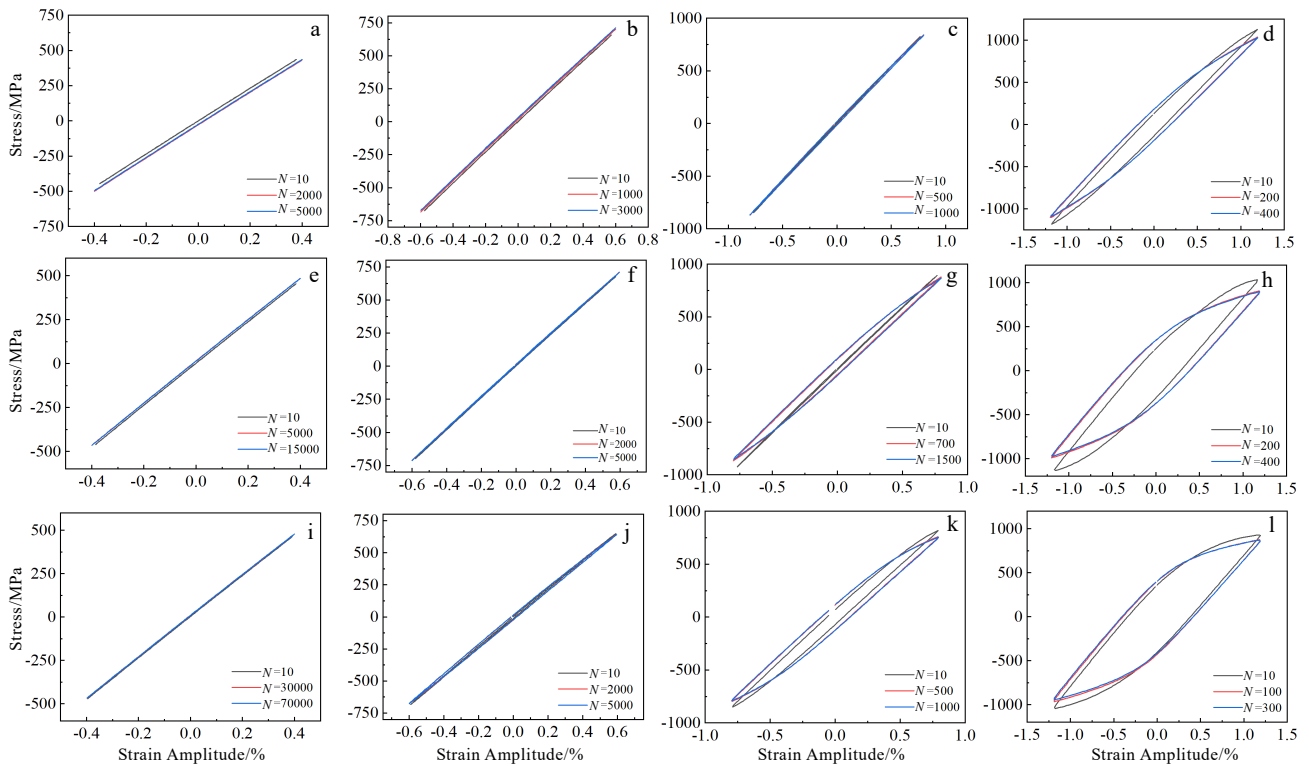 a
750
500
250
0
-250
-500
-750
-0.4
-0.2
0.0
0.2
0.4
N=10
N=2000
N=5000
Stress/MPa
b
750
500
250
0
-250
-500
-750
-0.6
-0.4
-0.2
0.0
0.2
0.4
0.6
0.8
N=10
N=1000
N=3000
c
1000
500
0
-500
-1000
-1.0
-0.5
0.0
0.5
1.0
N=10
N=500
N=1000
d
1000
500
0
-500
-1000
-1.5
-1.0
-0.5
0.0
0.5
1.0
1.5
N=10
N=200
N=400
e
500
250
0
-250
-500
-0.4
-0.2
0.0
0.2
0.4
N=10
N=5000
N=15000
Stress/MPa
f
750
500
250
0
-250
-500
-750
-0.6
-0.4
-0.2
0.0
0.2
0.4
0.6
N=10
N=2000
N=5000
g
1000
500
0
-500
-1000
-1.0
-0.5
0.0
0.5
1.0
N=10
N=700
N=1500
h
1000
500
0
-500
-1000
-1.5
-1.0
-0.5
0.0
0.5
1.0
1.5
N=10
N=200
N=400
i
500
250
0
-250
-500
-0.4
-0.2
0.0
0.2
0.4
N=10
N=30000
N=70000
Stress/MPa
Strain Amplitude/%
j
750
500
250
0
-250
-500
-750
-0.6
-0.4
-0.2
0.0
0.2
0.4
0.6
N=10
N=2000
N=5000
Strain Amplitude/%
k
1000
500
0
-500
-1000
-1.0
-0.5
0.0
0.5
1.0
N=10
N=500
N=1000
Strain Amplitude/%
l
1000
500
0
-500
-1000
-1.5
-1.0
-0.5
0.0
0.5
1.0
1.5
N=10
N=100
N=300
Strain Amplitude/%